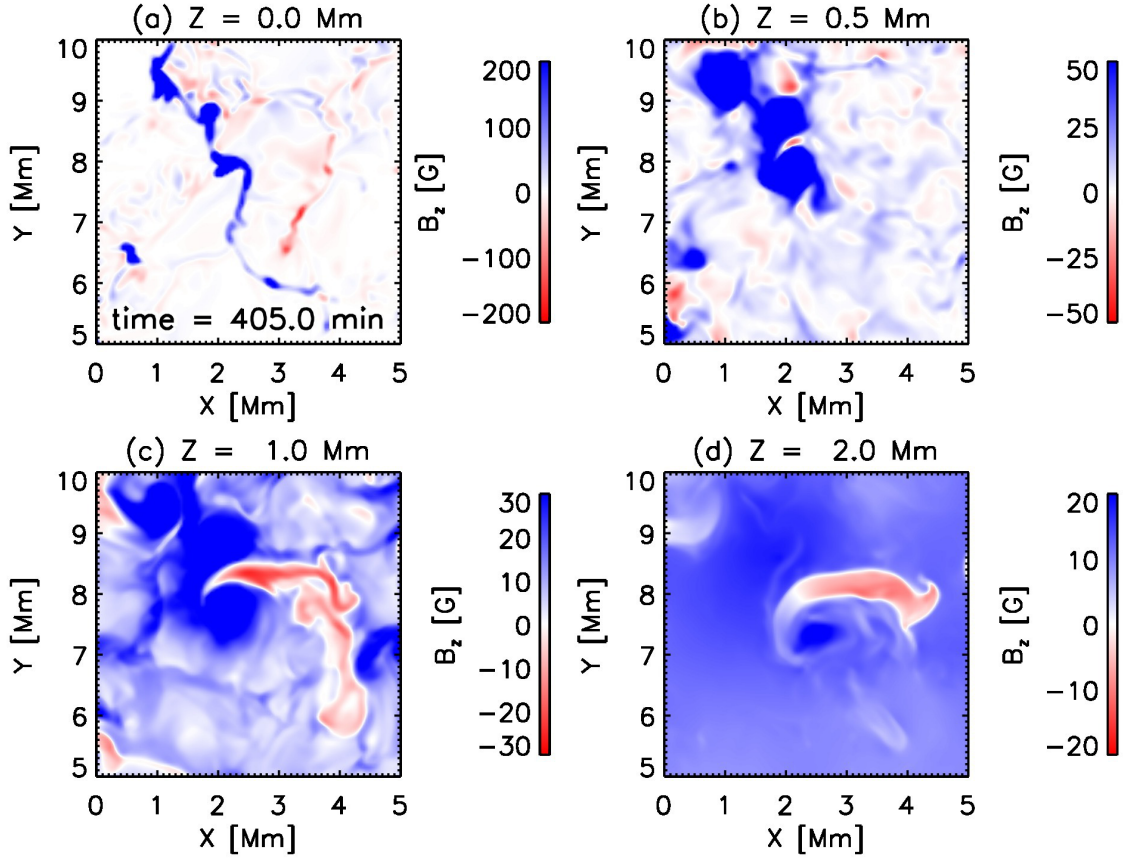 (a) Z = 0.0 Mm
10
9
8
7
6
5
Y [Mm]
time = 405.0 min
0 1 2 3 4 5
X [Mm]
200
100
0
−100
−200
B_z [G]
(b) Z = 0.5 Mm
10
9
8
7
6
5
Y [Mm]
0 1 2 3 4 5
X [Mm]
50
25
0
−25
−50
B_z [G]
(c) Z = 1.0 Mm
10
9
8
7
6
5
Y [Mm]
0 1 2 3 4 5
X [Mm]
30
20
10
0
−10
−20
−30
B_z [G]
(d) Z = 2.0 Mm
10
9
8
7
6
5
Y [Mm]
0 1 2 3 4 5
X [Mm]
20
10
0
−10
−20
B_z [G]